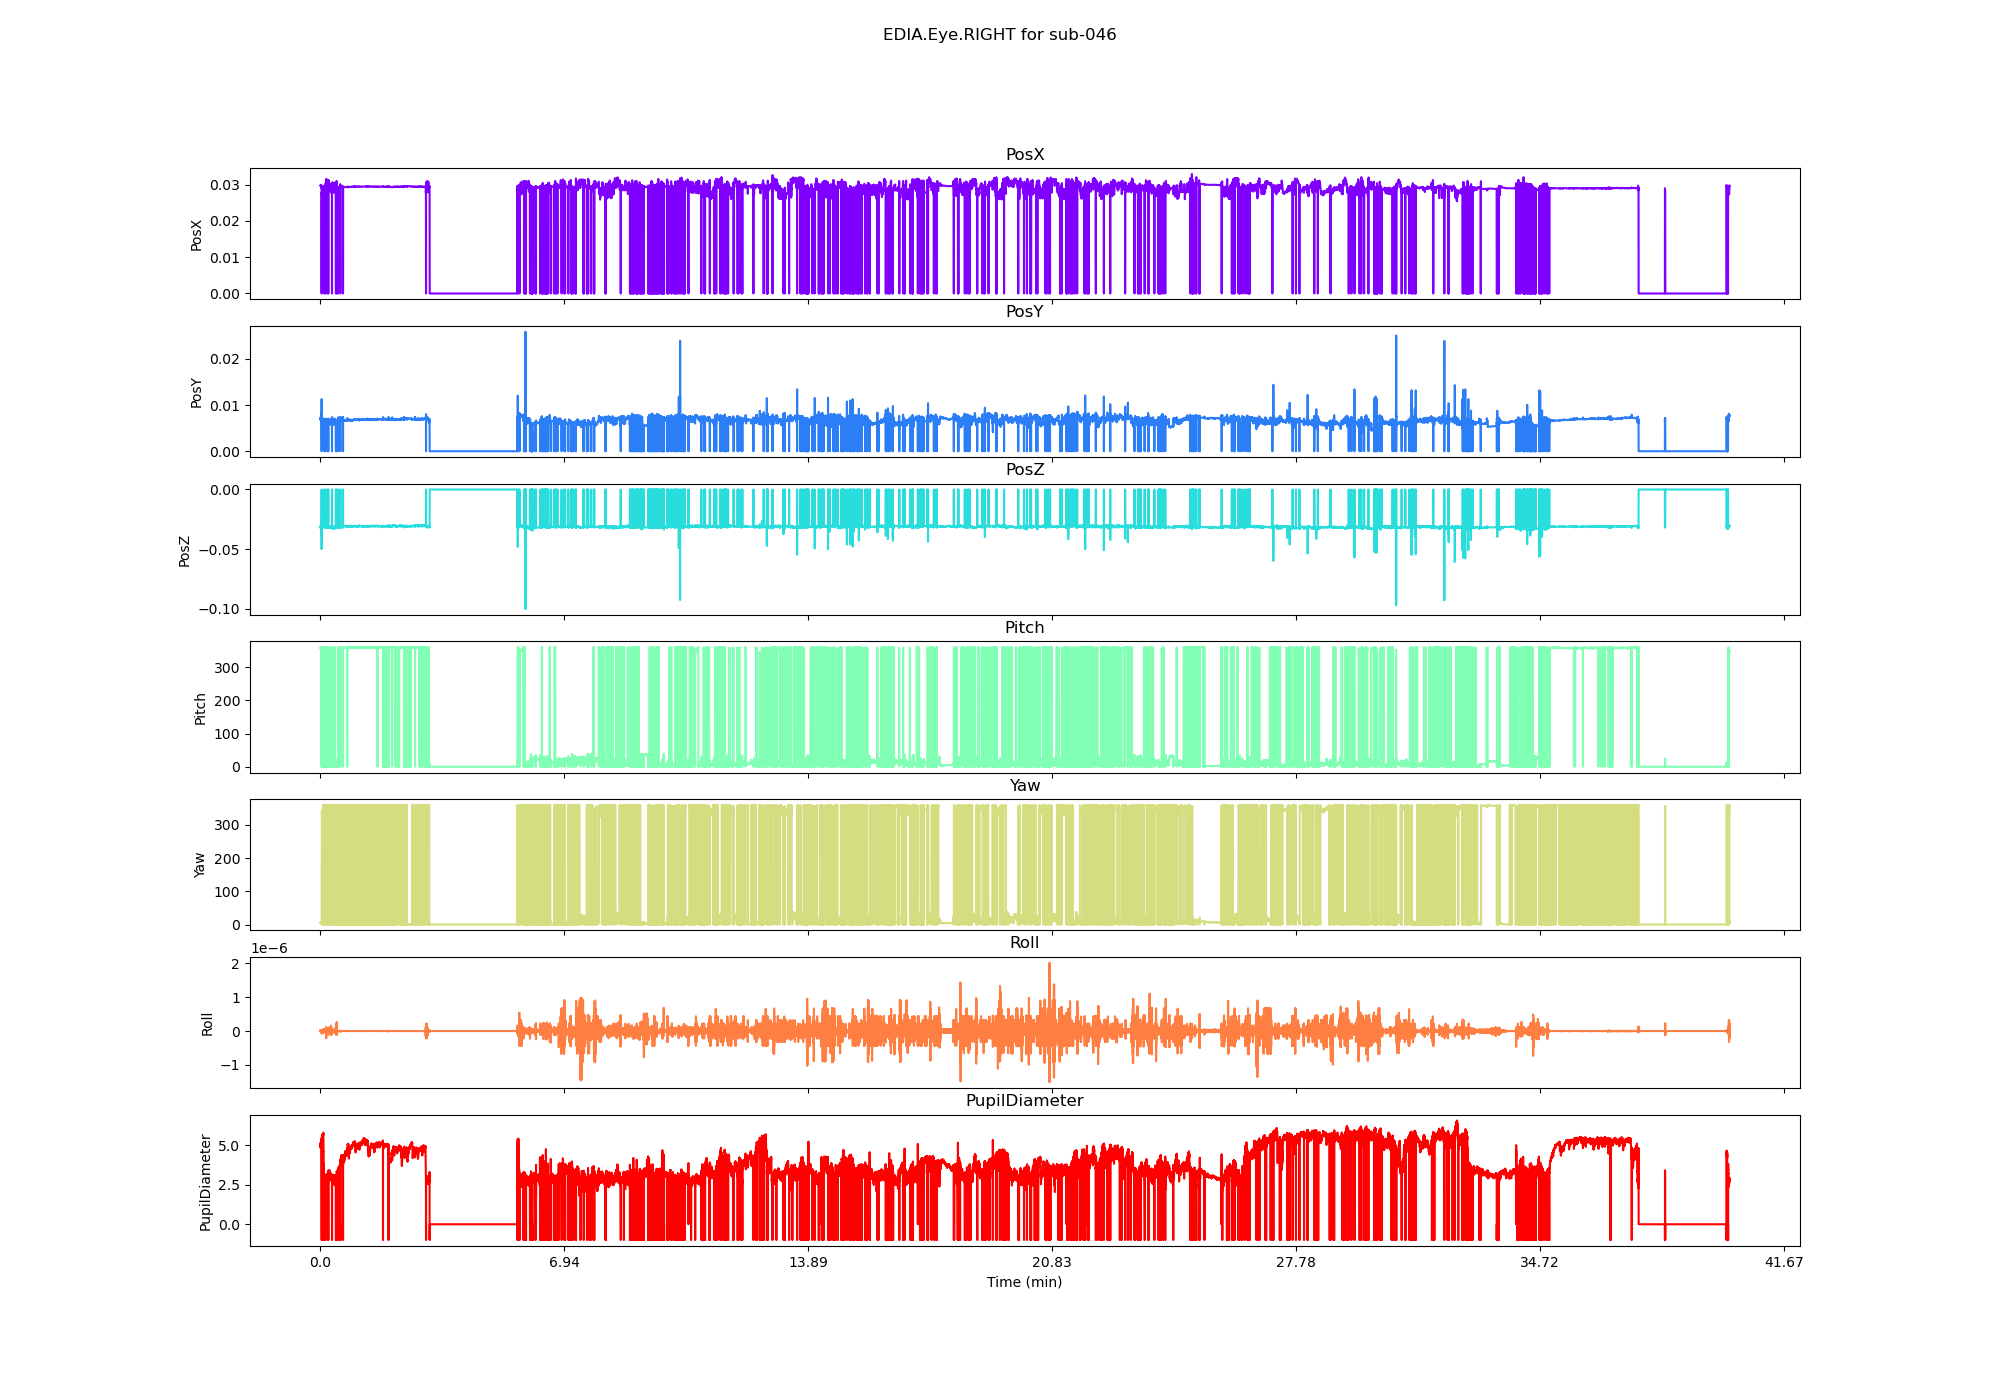 EDIA.Eye.RIGHT for sub-046
PosX
0.03
0.02
0.01
0.00
PosX
PosY
0.02
0.01
0.00
PosY
PosZ
0.00
−0.05
−0.10
PosZ
Pitch
300
200
100
0
Pitch
Yaw
300
200
100
0
Yaw
1e−6
Roll
2
1
0
−1
Roll
PupilDiameter
5.0
2.5
0.0
PupilDiameter
0.0 6.94 13.89 20.83 27.78 34.72 41.67
Time (min)